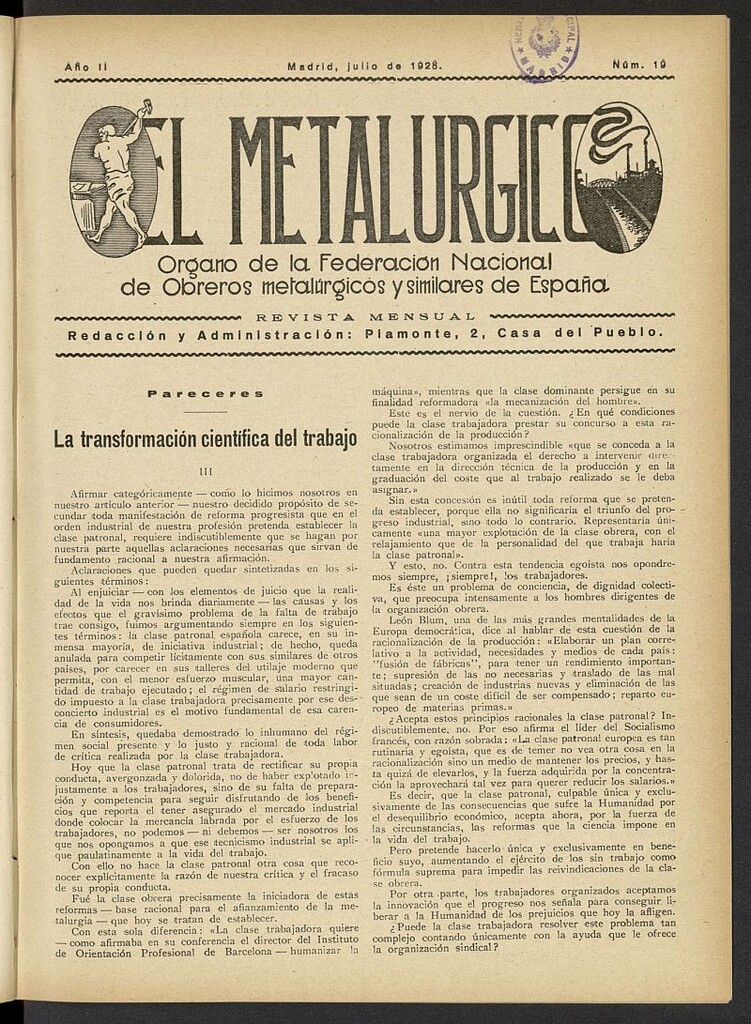 Año II
Madrid, julio de 1928.
Núm. 19
MADRID
EL METALURGICO
Organo de la Federación Nacional
de Obreros metalúrgicos y similares de España
REVISTA MENSUAL
Redacción y Administración: Piamonte, 2, Casa del Pueblo.
Pareceres
La transformación científica del trabajo
III
Afirmar categóricamente — como lo hicimos nosotros en
nuestro artículo anterior — nuestro decidido propósito de se-
cundar toda manifestación de reforma progresista que en el
orden industrial de nuestra profesión pretenda establecer la
clase patronal, requiere indiscutiblemente que se hagan por
nuestra parte aquellas aclaraciones necesarias que sirvan de
fundamento racional a nuestra afirmación.
Aclaraciones que pueden quedar sintetizadas en los si-
guientes términos:
Al enjuiciar — con los elementos de juicio que la reali-
dad de la vida nos brinda diariamente — las causas y los
efectos que el gravísimo problema de la falta de trabajo
trae consigo, fuimos argumentando siempre en los siguien-
tes términos: la clase patronal española carece, en su in-
mensa mayoría, de iniciativa industrial; de hecho, queda
anulada para competir lícitamente con sus similares de otros
países, por carecer en sus talleres del utilaje moderno que
permita, con el menor esfuerzo muscular, una mayor can-
tidad de trabajo ejecutado; el régimen de salario restringi-
do impuesto a la clase trabajadora precisamente por ese des-
concierto industrial es el motivo fundamental de esa caren-
cia de consumidores.
En síntesis, quedaba demostrado lo inhumano del régi-
men social presente y lo justo y racional de toda labor
de crítica realizada por la clase trabajadora.
Hoy que la clase patronal trata de rectificar su propia
conducta, avergonzada y dolorida, no de haber explotado in-
justamente a los trabajadores, sino de su falta de prepara-
ción y competencia para seguir disfrutando de los benefi-
cios que reporta el tener asegurado el mercado industrial
donde colocar la mercancía labrada por el esfuerzo de los
trabajadores, no podemos — ni debemos — ser nosotros los
que nos opongamos a que ese tecnicismo industrial se apli-
que paulatinamente a la vida del trabajo.
Con ello no hace la clase patronal otra cosa que reco-
nocer explícitamente la razón de nuestra crítica y el fracaso
de su propia conducta.
Fué la clase obrera precisamente la iniciadora de estas
reformas — base racional para el afianzamiento de la me-
talurgia — que hoy se tratan de establecer.
Con esta sola diferencia: «La clase trabajadora quiere
— como afirmaba en su conferencia el director del Instituto
de Orientación Profesional de Barcelona — humanizar la
máquina», mientras que la clase dominante persigue en su
finalidad reformadora «la mecanización del hombre».
Este es el nervio de la cuestión. ¿En qué condiciones
puede la clase trabajadora prestar su concurso a esta ra-
cionalización de la producción?
Nosotros estimamos imprescindible «que se conceda a la
clase trabajadora organizada el derecho a intervenir direc-
tamente en la dirección técnica de la producción y en la
graduación del coste que al trabajo realizado se le deba
asignar.»
Sin esta concesión es inútil toda reforma que se preten-
da establecer, porque ella no significaría el triunfo del pro-
greso industrial, sino todo lo contrario. Representaría úni-
camente «una mayor explotación de la clase obrera, con el
relajamiento que de la personalidad del que trabaja haría
la clase patronal».
Y esto, no. Contra esta tendencia egoísta nos opondre-
mos siempre, ¡siempre!, los trabajadores.
Es éste un problema de conciencia, de dignidad colecti-
va, que preocupa intensamente a los hombres dirigentes de
la organización obrera.
León Blum, una de las más grandes mentalidades de la
Europa democrática, dice al hablar de esta cuestión de la
racionalización de la producción: «Elaborar un plan corre-
lativo a la actividad, necesidades y medios de cada país:
"fusión de fábricas", para tener un rendimiento importan-
te; supresión de las no necesarias y traslado de las mal
situadas; creación de industrias nuevas y eliminación de las
que sean de un coste difícil de ser compensado; reparto eu-
ropeo de materias primas.»
¿Acepta estos principios racionales la clase patronal? In-
discutiblemente, no. Por eso afirma el líder del Socialismo
francés, con razón sobrada: «La clase patronal europea es tan
rutinaria y egoísta, que es de temer no vea otra cosa en la
racionalización sino un medio de mantener los precios, y has-
ta quizá de elevarlos, y la fuerza adquirida por la concentra-
ción la aprovechará tal vez para querer reducir los salarios.»
Es decir, que la clase patronal, culpable única y exclu-
sivamente de las consecuencias que sufre la Humanidad por
el desequilibrio económico, acepta ahora, por la fuerza de
las circunstancias, las reformas que la ciencia impone en
la vida del trabajo.
Pero pretende hacerlo única y exclusivamente en bene-
ficio suyo, aumentando el ejército de los sin trabajo como
fórmula suprema para impedir las reivindicaciones de la cla-
se obrera.
Por otra parte, los trabajadores organizados aceptamos
la innovación que el progreso nos señala para conseguir li-
berar a la Humanidad de los prejuicios que hoy la afligen.
¿Puede la clase trabajadora resolver este problema tan
complejo contando únicamente con la ayuda que le ofrece
la organización sindical?